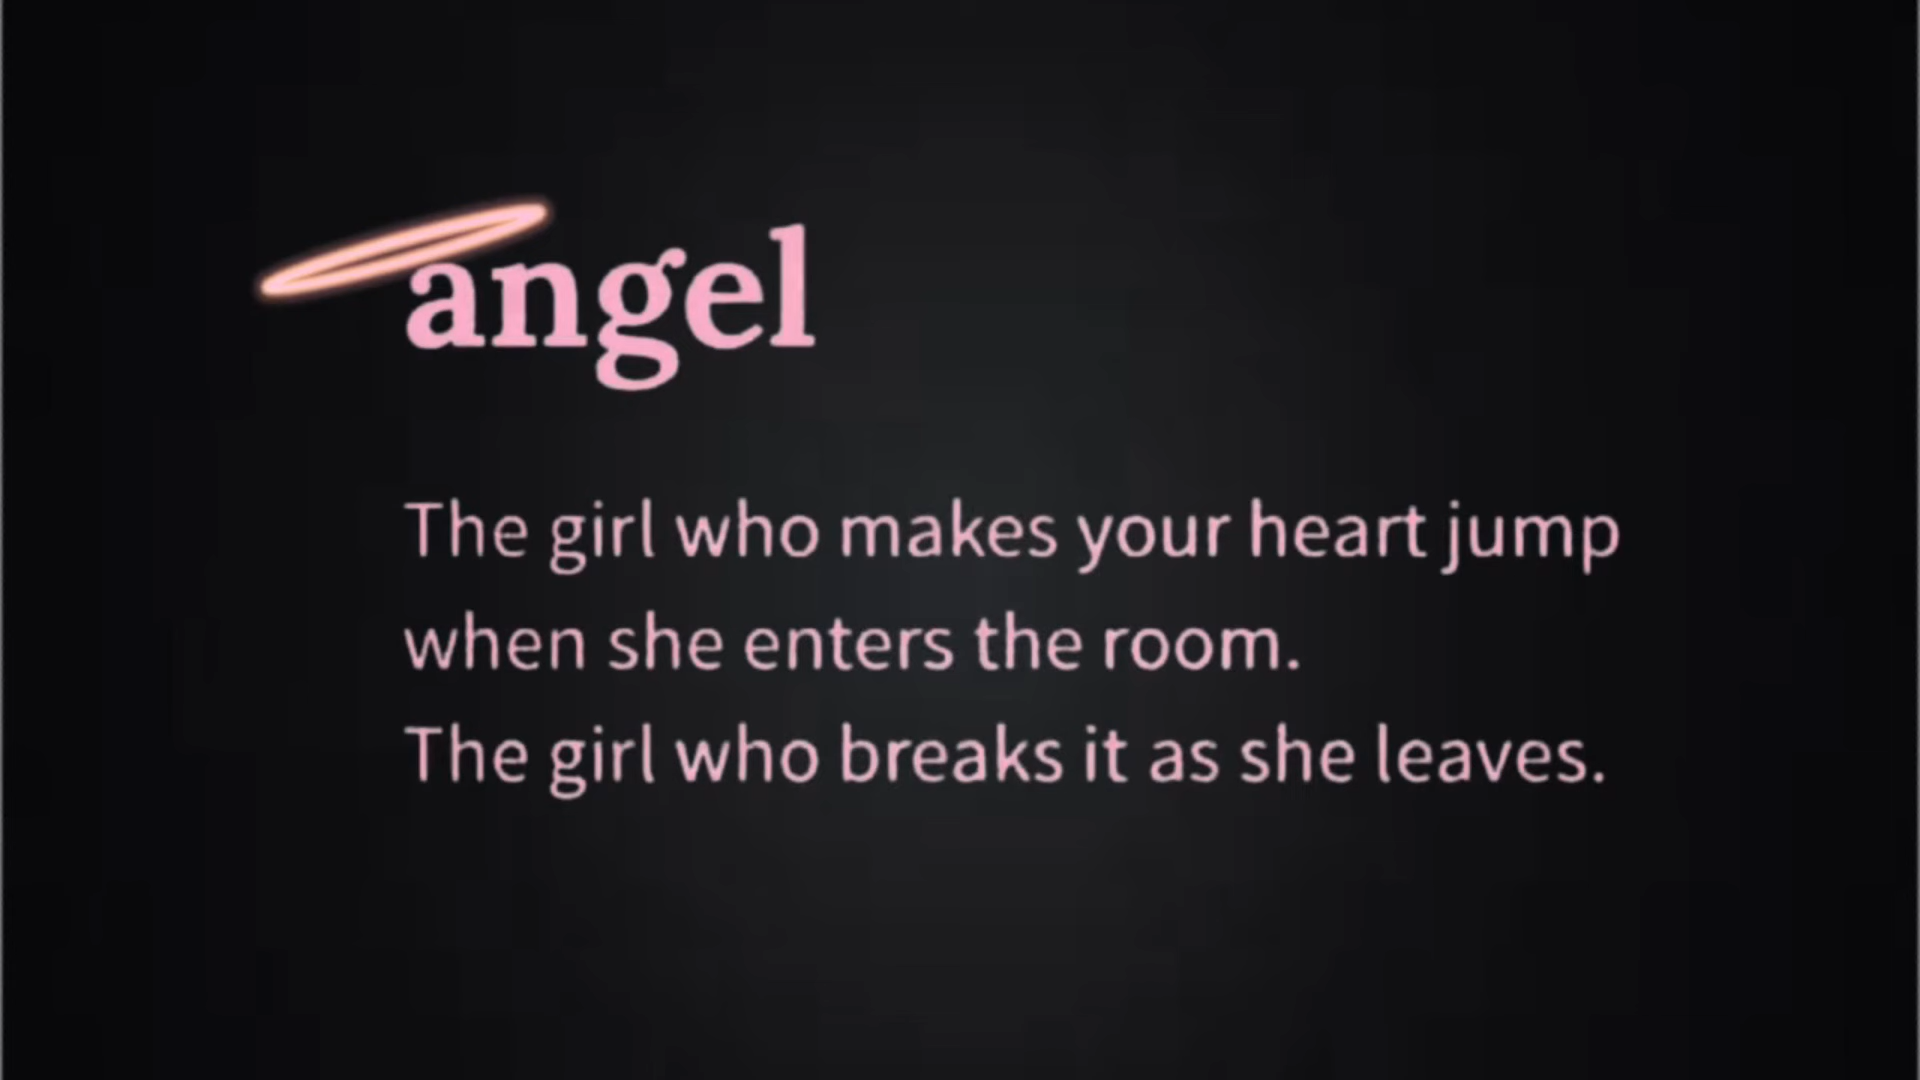 angel
The girl who makes your heart jump
when she enters the room.
The girl who breaks it as she leaves.